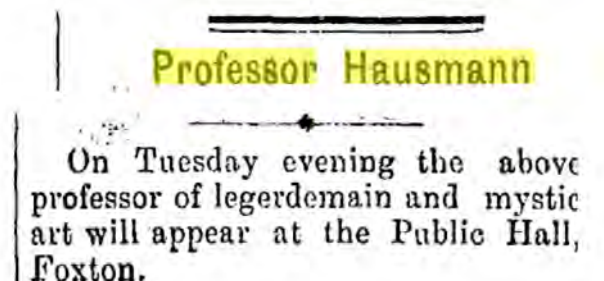 Professor Hausmann
On Tuesday evening the above
professor of legerdemain and mystic
art will appear at the Public Hall,
Foxton.